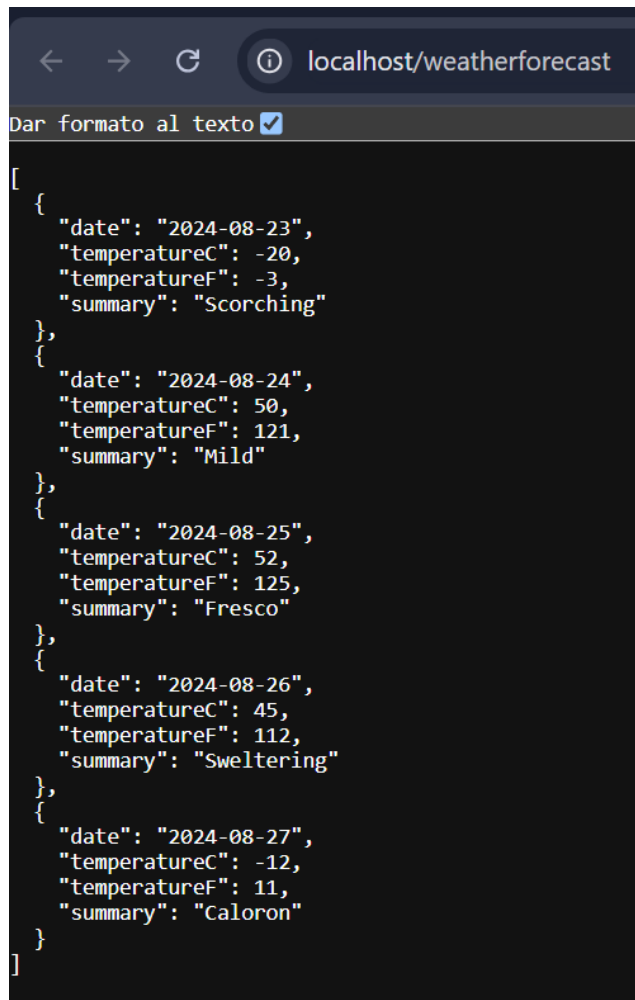 localhost/weatherforecast
Dar formato al texto
[
  {
    "date": "2024-08-23",
    "temperatureC": -20,
    "temperatureF": -3,
    "summary": "Scorching"
  },
  {
    "date": "2024-08-24",
    "temperatureC": 50,
    "temperatureF": 121,
    "summary": "Mild"
  },
  {
    "date": "2024-08-25",
    "temperatureC": 52,
    "temperatureF": 125,
    "summary": "Fresco"
  },
  {
    "date": "2024-08-26",
    "temperatureC": 45,
    "temperatureF": 112,
    "summary": "Sweltering"
  },
  {
    "date": "2024-08-27",
    "temperatureC": -12,
    "temperatureF": 11,
    "summary": "Caloron"
  }
]